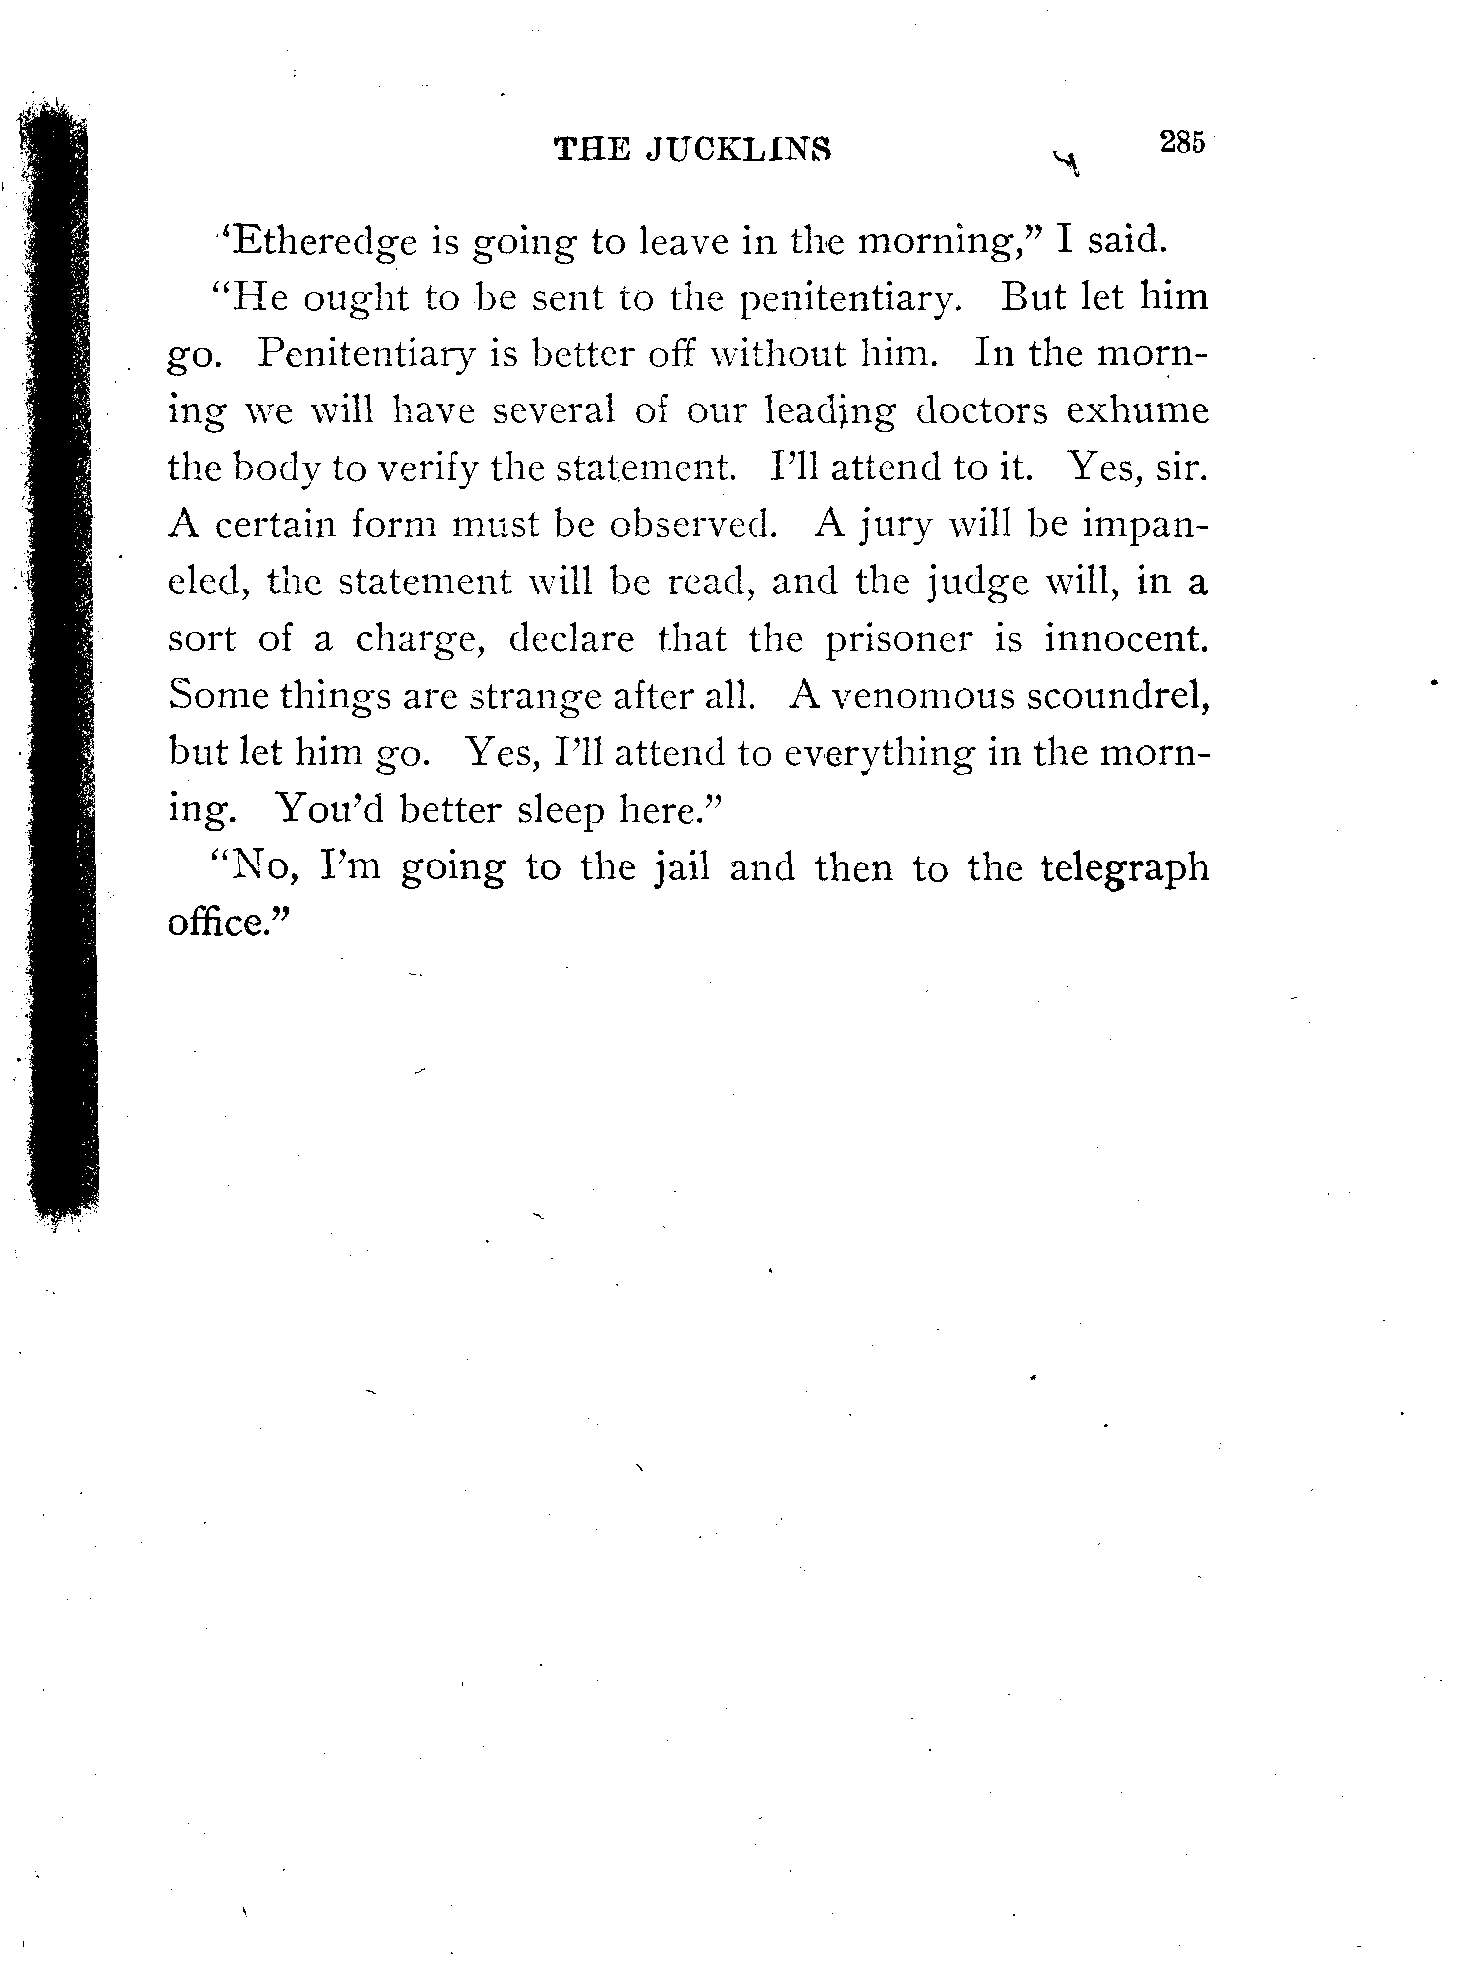 THE JUCKLINS 285
‘Etheredge is going to leave in the morning,” I said.
“He ought to be sent to the penitentiary. But let him
go. Penitentiary is better off without him. In the morn-
ing we will have several of our leading doctors exhume
the body to verify the statement. I’ll attend to it. Yes, sir.
A certain form must be observed. A jury will be impan-
eled, the statement will be read, and the judge will, in a
sort of a charge, declare that the prisoner is innocent.
Some things are strange after all. A venomous scoundrel,
but let him go. Yes, I’ll attend to everything in the morn-
ing. You’d better sleep here.”
“No, I’m going to the jail and then to the telegraph
office.”